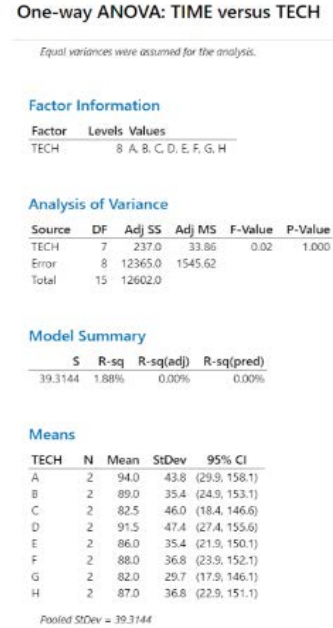 One-way ANOVA: TIME versus TECH
Equal variances were assumed for the analysis.
Factor Information
Factor Levels Values
TECH 8 A, B, C, D, E, F, G, H
Analysis of Variance
Source DF Adj SS Adj MS F-Value P-Value
TECH 7 237.0 33.86 0.02 1.000
Error 8 12365.0 1545.62
Total 15 12602.0
Model Summary
S R-sq R-sq(adj) R-sq(pred)
39.3144 1.88% 0.00% 0.00%
Means
TECH N Mean StDev 95% CI
A 2 94.0 43.8 (29.9, 158.1)
B 2 89.0 35.4 (24.9, 153.1)
C 2 82.5 46.0 (18.4, 146.6)
D 2 91.5 47.4 (27.4, 155.6)
E 2 86.0 35.4 (21.9, 150.1)
F 2 88.0 36.8 (23.9, 152.1)
G 2 82.0 29.7 (17.9, 146.1)
H 2 87.0 36.8 (22.9, 151.1)
Pooled StDev = 39.3144